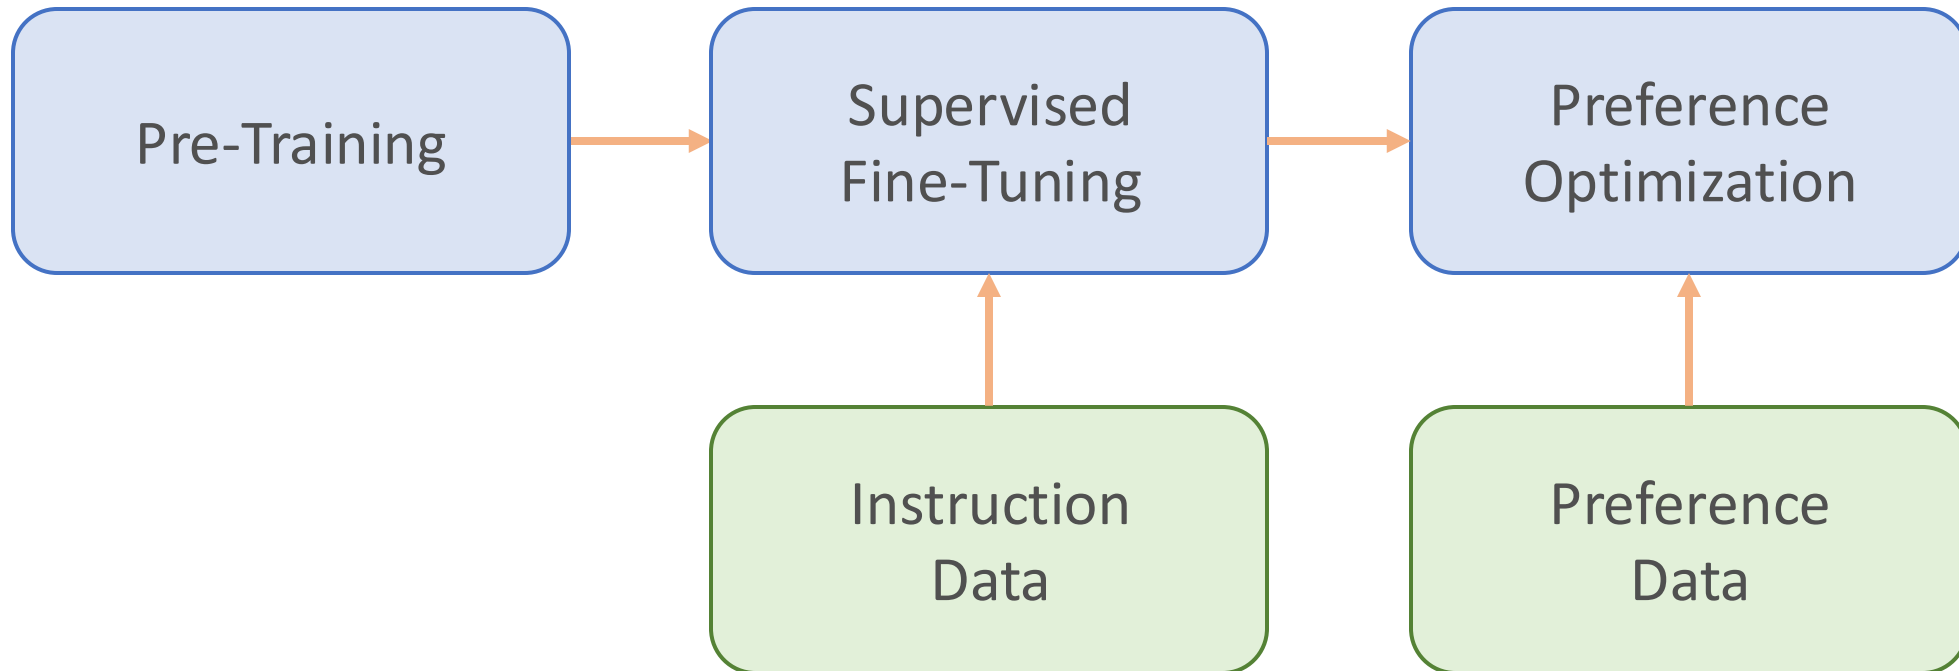 Pre-Training
Supervised
Fine-Tuning
Preference
Optimization
Instruction
Data
Preference
Data